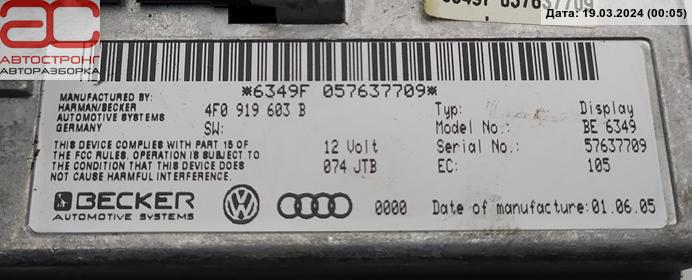 Дата: 19.03.2024 (00:05)
АС
Автостронг
АВТОРАЗБОРКА
057637709
*6349F 057637709*
MANUFACTURED BY:
HARMAN/BECKER
AUTOMOTIVE SYSTEMS
GERMANY
4F0 919 603 B
SW:
Typ: Display
Model No.: BE 6349
THIS DEVICE COMPLIES WITH PART 15 OF
THE FCC RULES. OPERATION IS SUBJECT TO
THE CONDITION THAT THIS DEVICE DOES
NOT CAUSE HARMFUL INTERFERENCE.
12 Volt
074 JTB
Serial No.: 57637709
EC: 105
BECKER
AUTOMOTIVE SYSTEMS
0000
Date of manufacture: 01.06.05